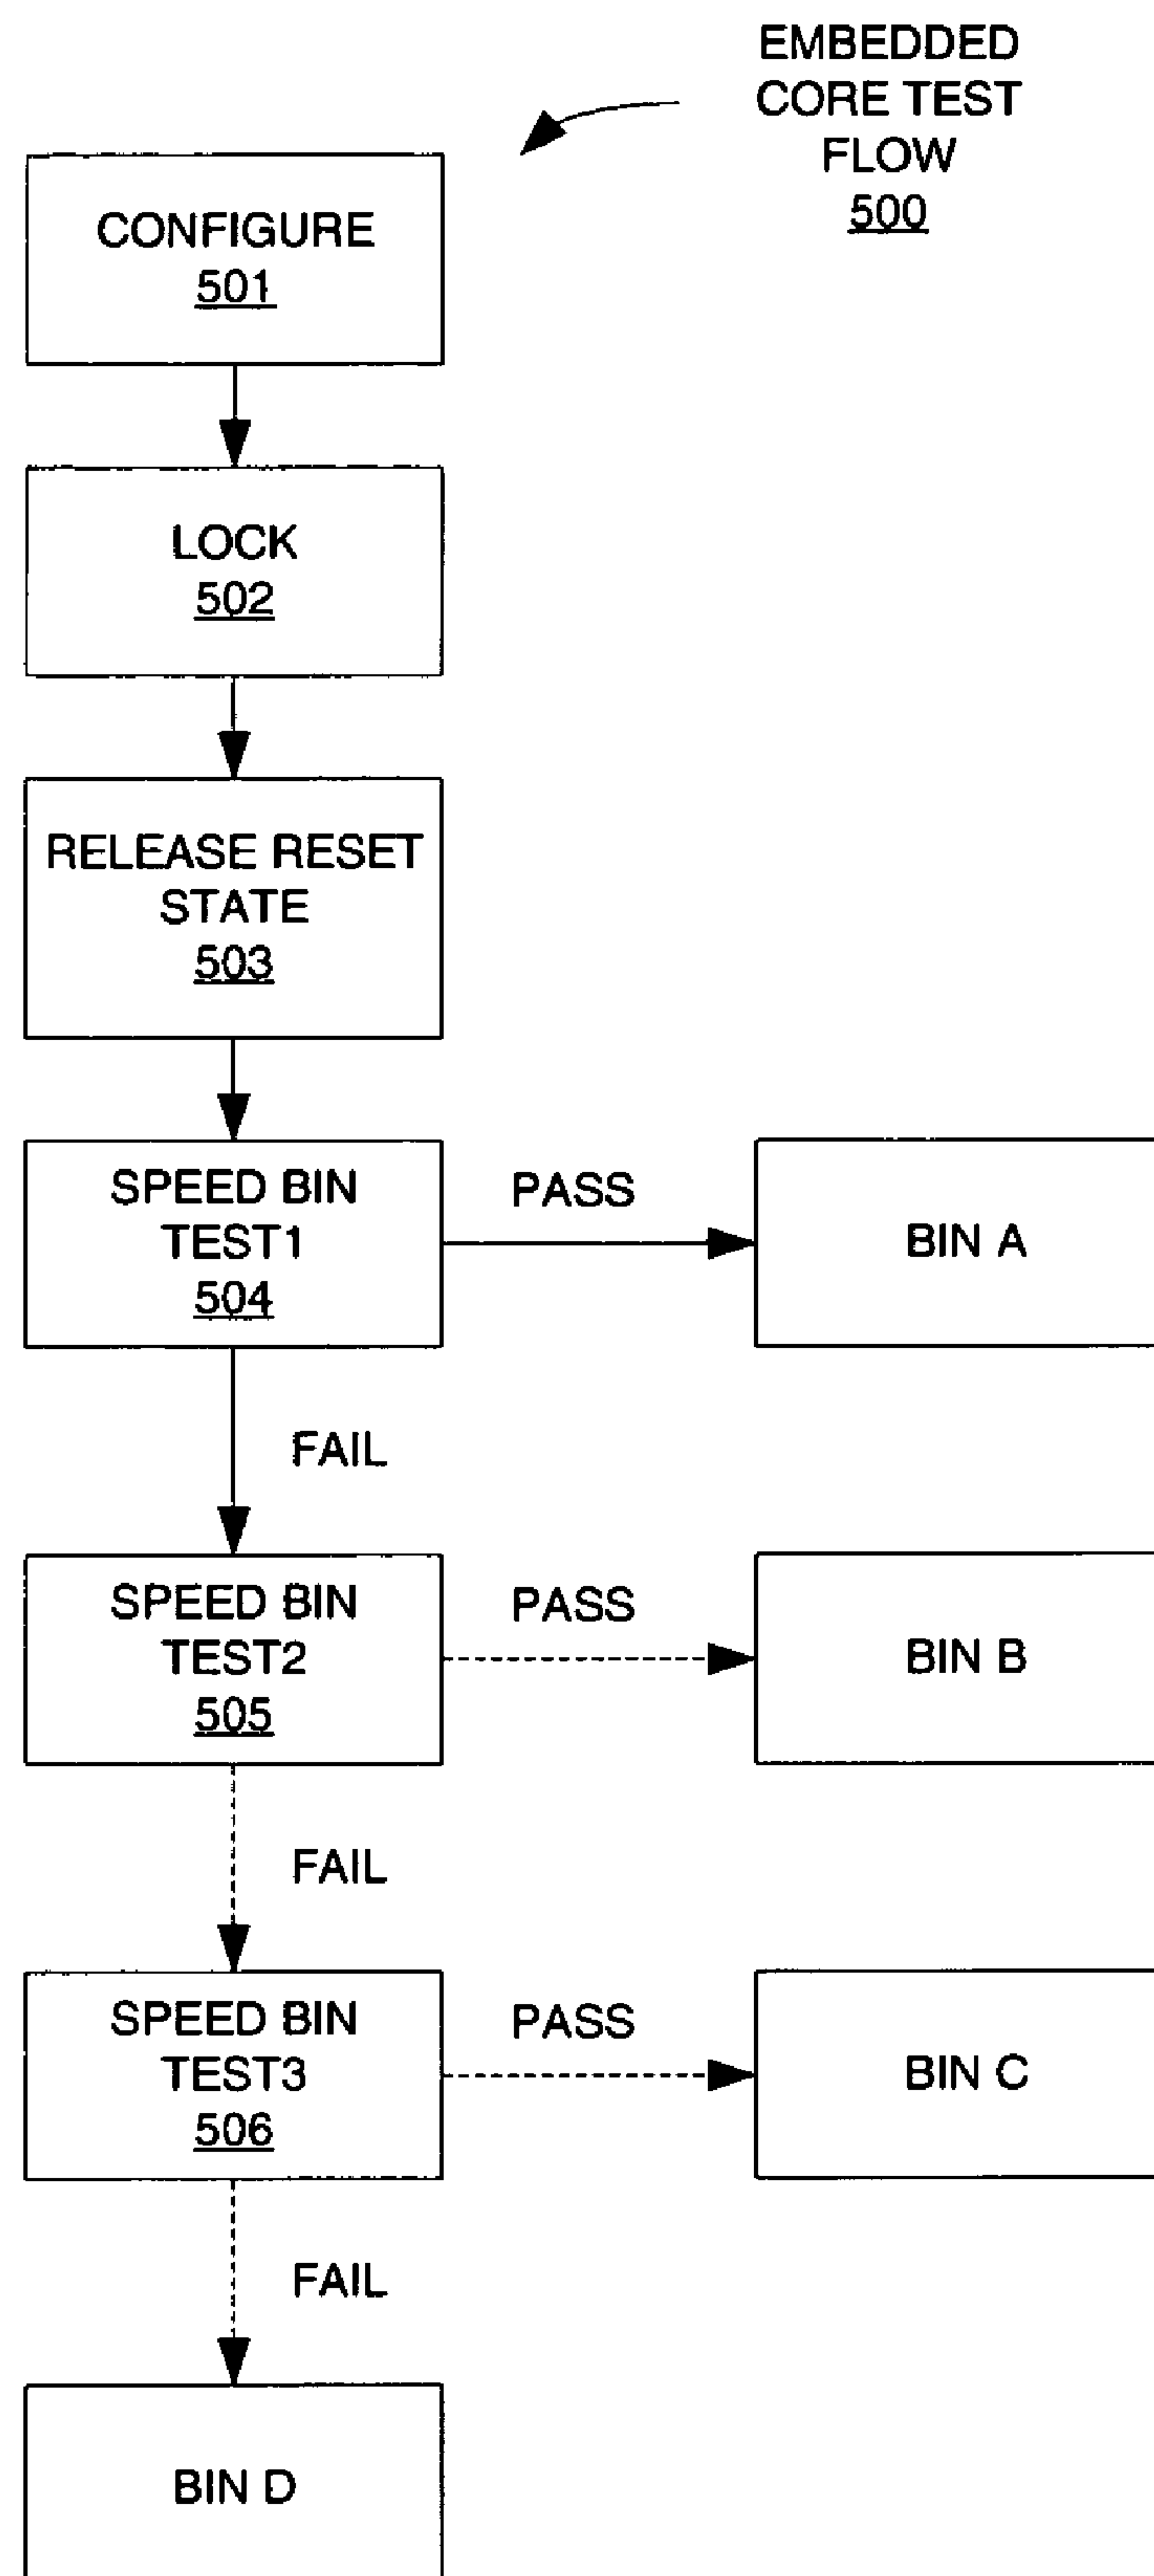 EMBEDDED
CORE TEST
FLOW
500
CONFIGURE
501
LOCK
502
RELEASE RESET
STATE
503
SPEED BIN
TEST1
504
PASS
BIN A
FAIL
SPEED BIN
TEST2
505
PASS
BIN B
FAIL
SPEED BIN
TEST3
506
PASS
BIN C
FAIL
BIN D